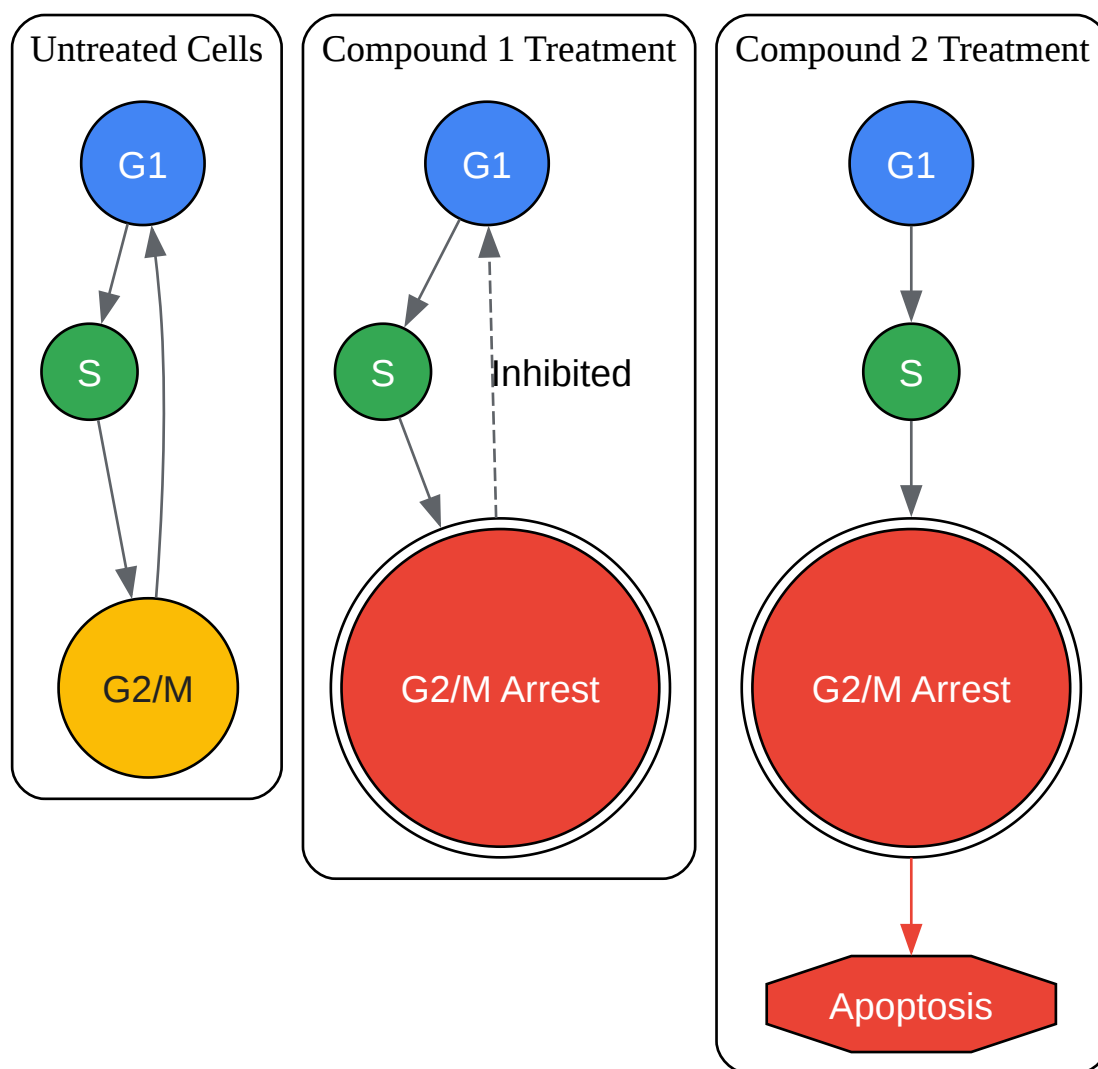 Untreated Cells
G1
S
G2/M
Compound 1 Treatment
G1
S
Inhibited
G2/M Arrest
Compound 2 Treatment
G1
S
G2/M Arrest
Apoptosis